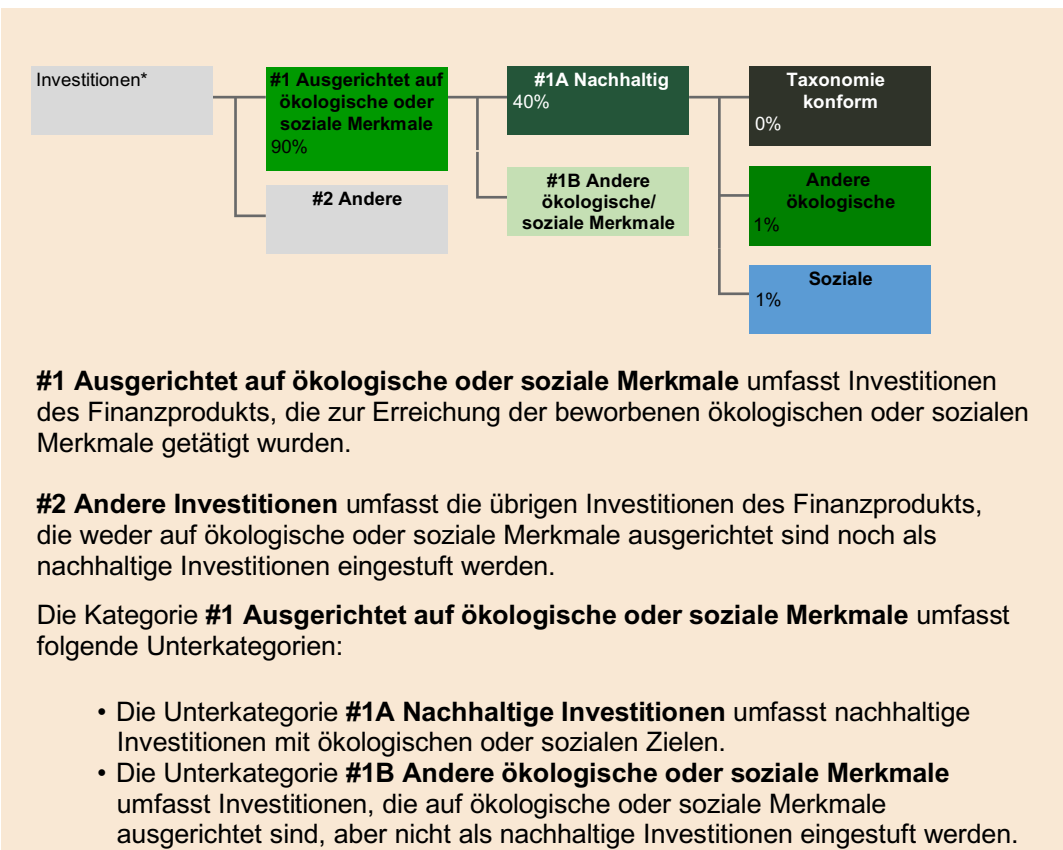 Investitionen*
#1 Ausgerichtet auf
ökologische oder
soziale Merkmale
90%
#2 Andere
#1A Nachhaltig
40%
#1B Andere
ökologische/
soziale Merkmale
Taxonomie
konform
0%
Andere
ökologische
1%
Soziale
1%
#1 Ausgerichtet auf ökologische oder soziale Merkmale umfasst Investitionen
des Finanzprodukts, die zur Erreichung der beworbenen ökologischen oder sozialen
Merkmale getätigt wurden.
#2 Andere Investitionen umfasst die übrigen Investitionen des Finanzprodukts,
die weder auf ökologische oder soziale Merkmale ausgerichtet sind noch als
nachhaltige Investitionen eingestuft werden.
Die Kategorie #1 Ausgerichtet auf ökologische oder soziale Merkmale umfasst
folgende Unterkategorien:
• Die Unterkategorie #1A Nachhaltige Investitionen umfasst nachhaltige
Investitionen mit ökologischen oder sozialen Zielen.
• Die Unterkategorie #1B Andere ökologische oder soziale Merkmale
umfasst Investitionen, die auf ökologische oder soziale Merkmale
ausgerichtet sind, aber nicht als nachhaltige Investitionen eingestuft werden.